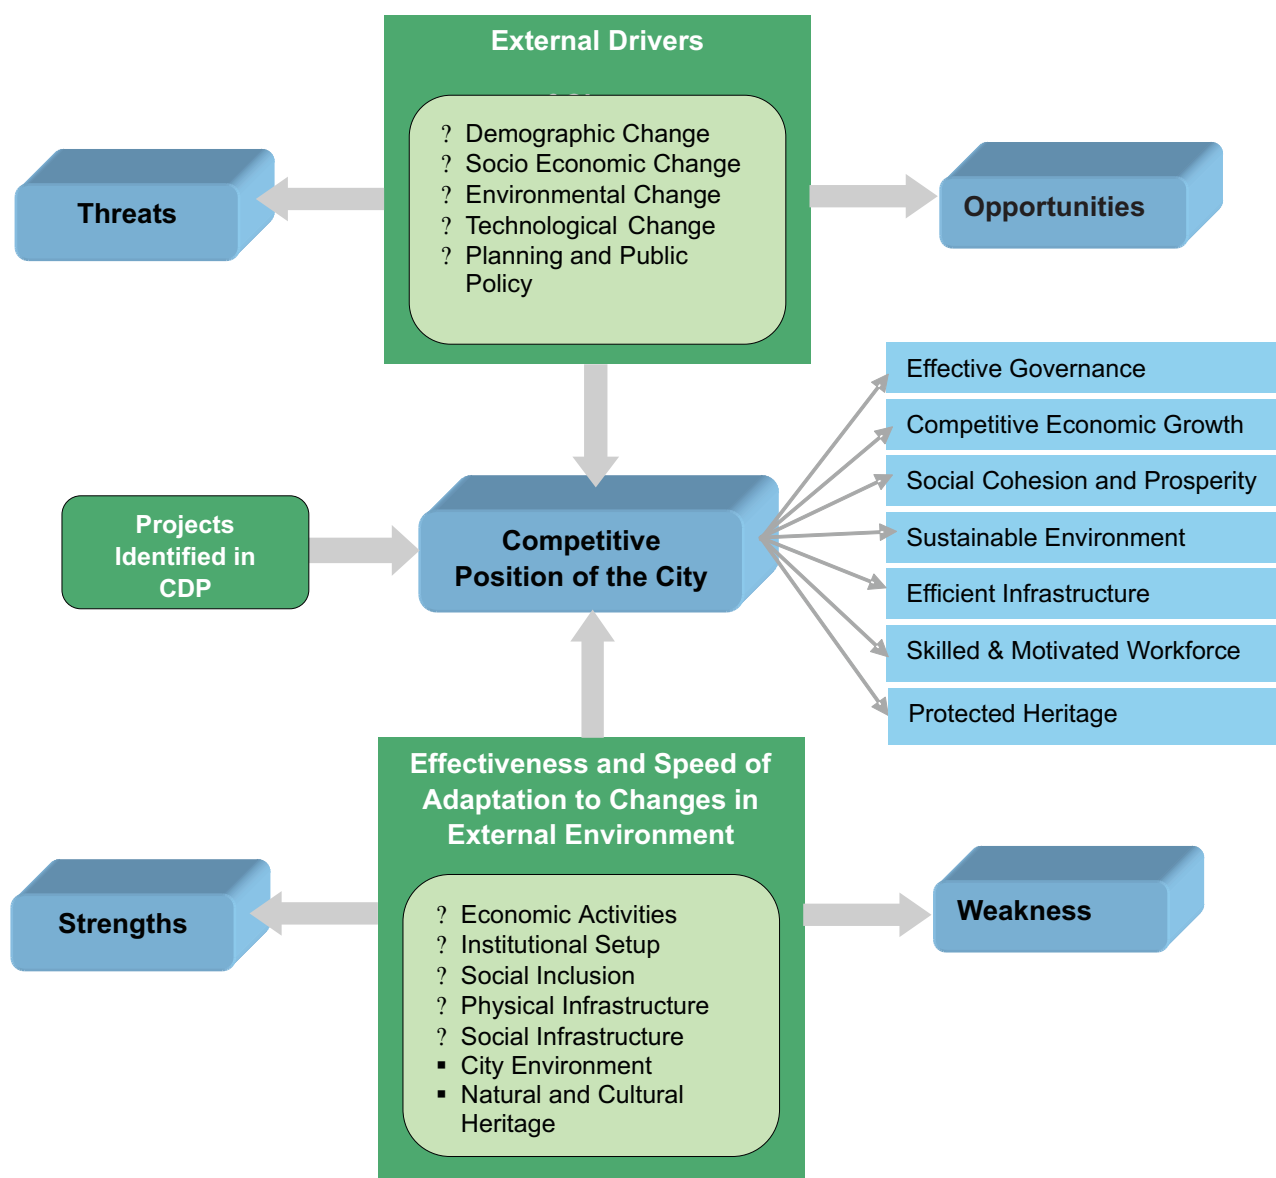 External Drivers
? Demographic Change
? Socio Economic Change
? Environmental Change
? Technological Change
? Planning and Public
Policy
Threats
Opportunities
Effective Governance
Competitive Economic Growth
Social Cohesion and Prosperity
Sustainable Environment
Efficient Infrastructure
Skilled & Motivated Workforce
Protected Heritage
Projects
Identified in
CDP
Competitive
Position of the City
Effectiveness and Speed of
Adaptation to Changes in
External Environment
? Economic Activities
? Institutional Setup
? Social Inclusion
? Physical Infrastructure
? Social Infrastructure
▪ City Environment
▪ Natural and Cultural
Heritage
Strengths
Weakness